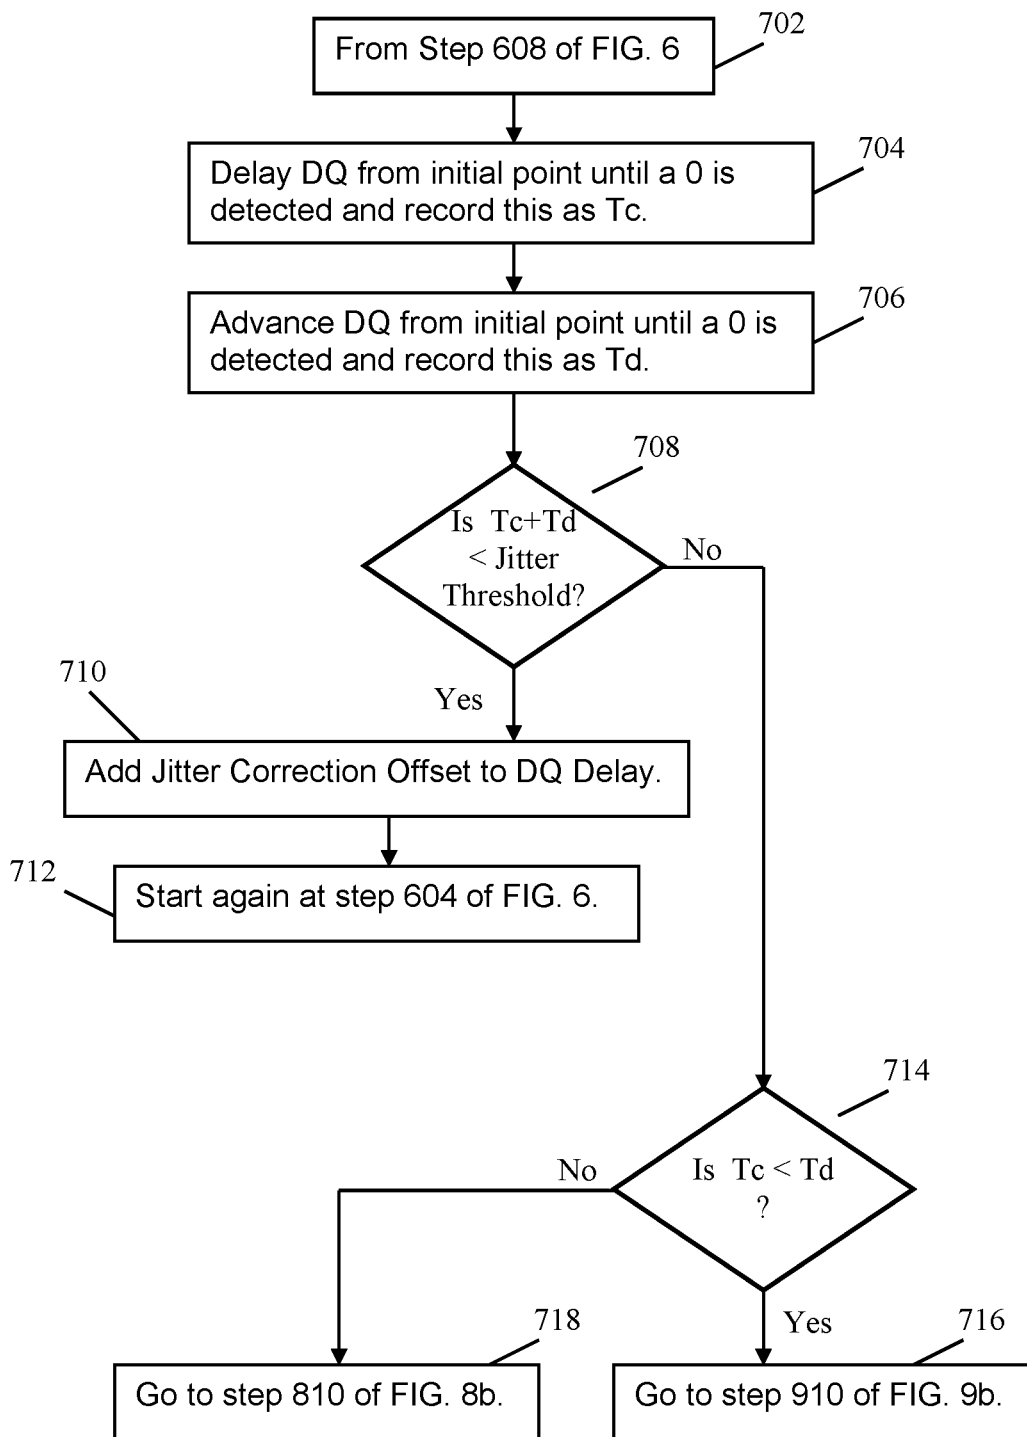 702
From Step 608 of FIG. 6
704
Delay DQ from initial point until a 0 is
detected and record this as Tc.
706
Advance DQ from initial point until a 0 is
detected and record this as Td.
708
Is Tc+Td
< Jitter
Threshold?
No
Yes
710
Add Jitter Correction Offset to DQ Delay.
712
Start again at step 604 of FIG. 6.
714
Is Tc < Td
?
No
Yes
718
Go to step 810 of FIG. 8b.
716
Go to step 910 of FIG. 9b.